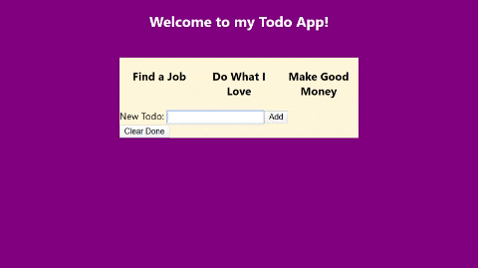 Welcome to my Todo App!
Find a Job
Do What I
Love
Make Good
Money
New Todo:
Add
Clear Done